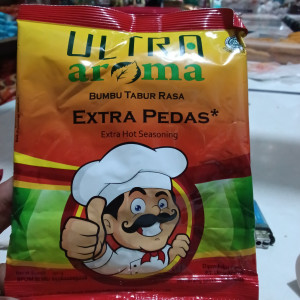 ULTRA
aroma
BUMBU TABUR RASA
EXTRA PEDAS*
Extra Hot Seasoning